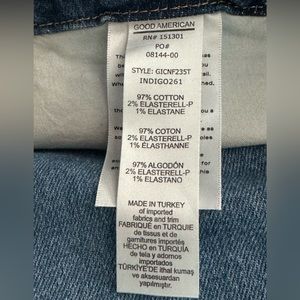 GOOD AMERICAN
RN# 151301
PO#
08144-00
STYLE: GICNF235T
INDIGO261
97% COTTON
2% ELASTERELL-P
1% ELASTANE
97% COTON
2% ELASTERELL-P
1% ELASTHANNE
97% ALGODÓN
2% ELASTERELL-P
1% ELASTANO
MADE IN TURKEY
of imported
fabrics and trim
FABRIQUÉ en TURQUIE
de tissus et de
garnitures importés
HECHO en TURQUÍA
de tela y adornos
importados
TÜRKİYE'DE ithal kumaş
ve aksesuardan
yapılmıştır